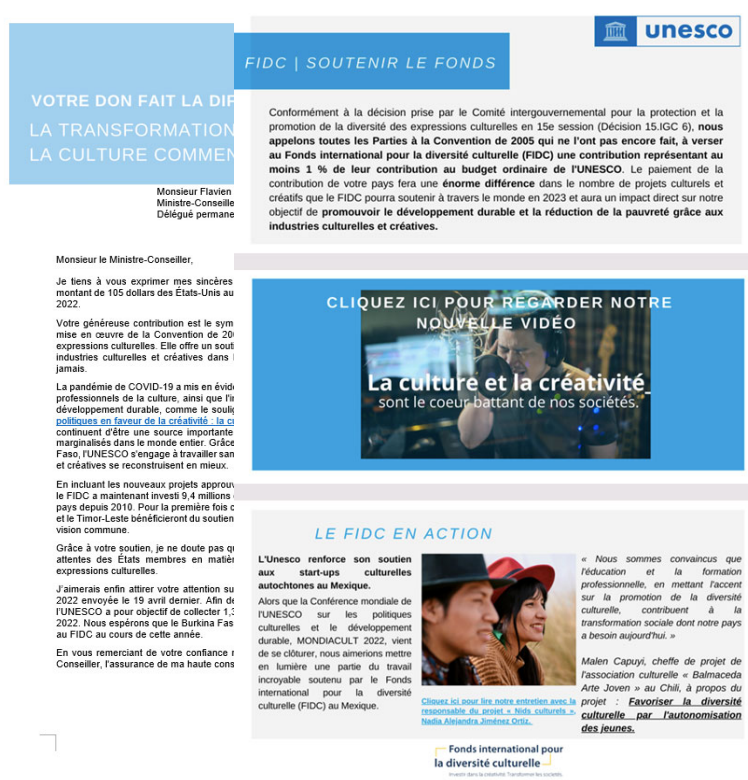 VOTRE DON FAIT LA
LA TRANSFORMATION
LA CULTURE
Monsieur Flavien
Ministre-Conseille
Délégué permane
Monsieur le Ministre-Conseiller,
Je tiens à vous exprimer mes sincères
montant de 105 dollars des États-Unis au
2022.
Votre généreuse contribution est le sym
mise en œuvre de la Convention de
expressions culturelles. Elle offre un sout
industries culturelles et créatives dans
jamais.
La pandémie de COVID-19 a mis en évide
professionnels de la culture, ainsi que
développement durable, comme le soulig
politiques en faveur de la créativité : la
continuent d'être une source importante
marginalisés dans le monde entier. Grâce
Faso, l'UNESCO s'engage à travailler
et créatives se reconstruisent en mieux.
En incluant les nouveaux projets approuv
le FIDC a maintenant investi 9,4 millions
pays depuis 2010. Pour la première fois
et le Timor-Leste bénéficieront du soutien
vision commune.
Grâce à votre soutien, je ne doute pas
attentes des États membres en matièr
expressions culturelles.
J'aimerais enfin attirer votre attention su
2022 envoyée le 19 avril dernier. Afin de
l'UNESCO a pour objectif de collecter
2022. Nous espérons que le Burkina Fas
au FIDC au cours de cette année.
En vous remerciant de votre confiance
Conseiller, l'assurance de ma haute cons
unesco
FIDC | SOUTENIR LE FONDS
Conformément à la décision prise par le Comité intergouvernemental pour la protection et la
promotion de la diversité des expressions culturelles en 15e session (Décision 15.IGC 6), nous
appelons toutes les Parties à la Convention de 2005 qui ne l'ont pas encore fait, à verser
au Fonds international pour la diversité culturelle (FIDC) une contribution représentant au
moins 1 % de leur contribution au budget ordinaire de l'UNESCO. Le paiement de la
contribution de votre pays fera une énorme différence dans le nombre de projets culturels et
créatifs que le FIDC pourra soutenir à travers le monde en 2023 et aura un impact direct sur notre
objectif de promouvoir le développement durable et la réduction de la pauvreté grâce aux
industries culturelles et créatives.
CLIQUEZ ICI POUR REGARDER NOTRE
NOUVELLE VIDÉO
La culture et la créativité_
sont le coeur battant de nos sociétés.
LE FIDC EN ACTION
L'Unesco renforce son soutien
aux start-ups culturelles
autochtones au Mexique.
Alors que la Conférence mondiale de
l'UNESCO sur les politiques
culturelles et le développement
durable, MONDIACULT 2022, vient
de se clôturer, nous aimerions mettre
en lumière une partie du travail
incroyable soutenu par le Fonds
international pour la diversité
culturelle (FIDC) au Mexique.
Cliquez ici pour lire notre entretien avec la
responsable du projet « Nids culturels »,
Nadia Alejandra Jiménez Ortiz.
« Nous sommes convaincus que
l'éducation et la formation
professionnelle, en mettant l'accent
sur la promotion de la diversité
culturelle, contribuent à la
transformation sociale dont notre pays
a besoin aujourd'hui. »
Malen Capuyi, cheffe de projet de
l'association culturelle « Balmaceda
Arte Joven » au Chili, à propos du
projet : Favoriser la diversité
culturelle par l'autonomisation
des jeunes.
Fonds international pour
la diversité culturelle
Investir dans la créativité. Transformer les sociétés.